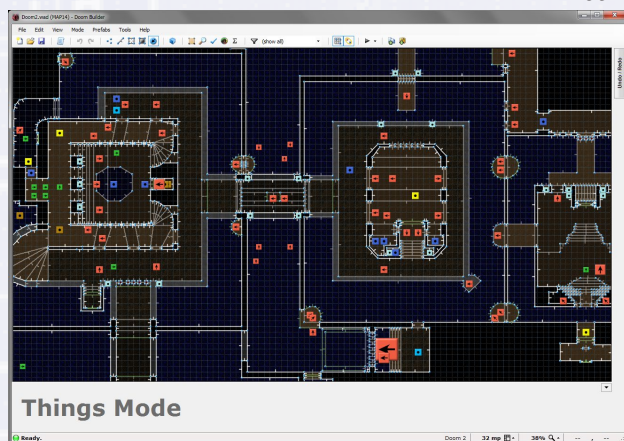 Doom2.wad (MAP14) - Doom Builder
File Edit View Mode Prefabs Tools Help
(show all)
Undo / Redo
Things Mode
Ready. Doom 2 32 mp 38% -- , --